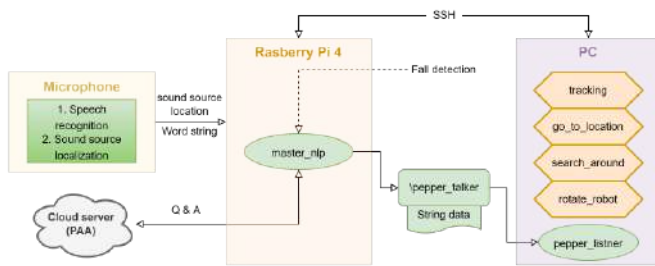 SSH
Rasberry Pi 4
PC
Microphone
1. Speech
recognition
2. Sound source
localization
sound source
location
Word string
Fall detection
master_nlp
tracking
go_to_location
search_around
rotate_robot
\pepper_talker
String data
Cloud server
(PAA)
Q & A
pepper_listner